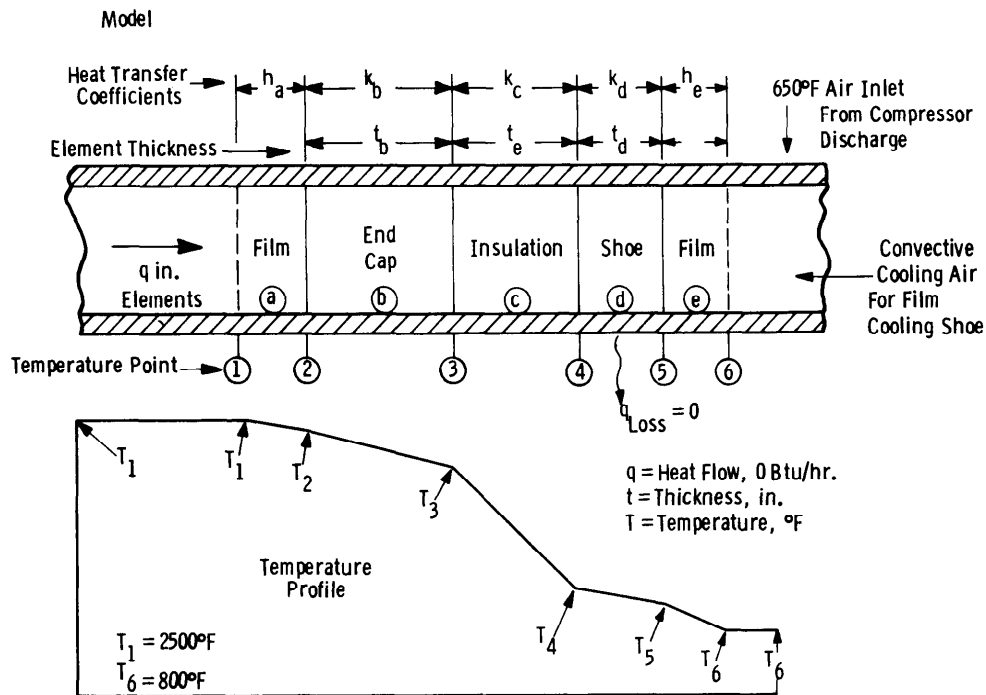 Model
Heat Transfer
Coefficients
h_a
k_b
k_c
k_d
h_e
650°F Air Inlet
From Compressor
Discharge
Element Thickness
t_b
t_e
t_d
q in.
Elements
Film
a
End
Cap
b
Insulation
c
Shoe
d
Film
e
Convective
Cooling Air
For Film
Cooling Shoe
Temperature Point
1
2
3
4
5
6
q_Loss = 0
T_1
T_1
T_2
T_3
T_4
T_5
T_6
T_6
q = Heat Flow, 0 Btu/hr.
t = Thickness, in.
T = Temperature, °F
Temperature
Profile
T_1 = 2500°F
T_6 = 800°F